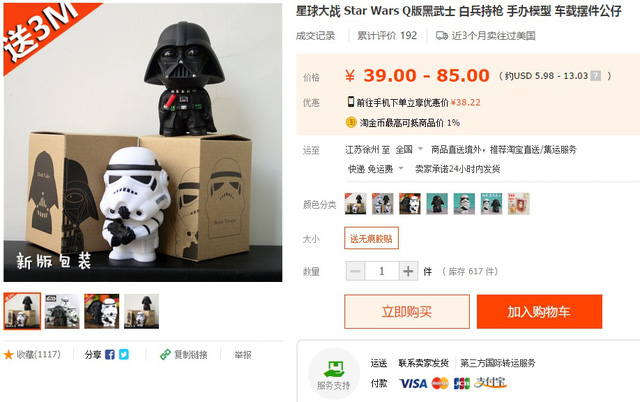 星球大战 Star Wars Q版黑武士 白兵持枪 手办模型 车载摆件公仔
成交记录 累计评价 192 近3个月卖往过美国
送3M
价格 ¥ 39.00 - 85.00 ( 约USD 5.98 - 13.03 ? )
优惠 前往手机下单立享优惠价¥38.22
淘金币最高可抵商品价 1%
运至 江苏徐州 至 全国 商品直送境外，推荐淘宝直送/集运服务
快递 免运费 卖家承诺24小时内发货
颜色分类
大小 送无痕胶贴
数量 1 件 ( 库存 617 件 )
新版包装
立即购买 加入购物车
收藏(1117) 分享 复制链接 举报
服务支持
运送 联系卖家发货 第三方国际转运服务
付款 VISA MasterCard JCB 支付宝